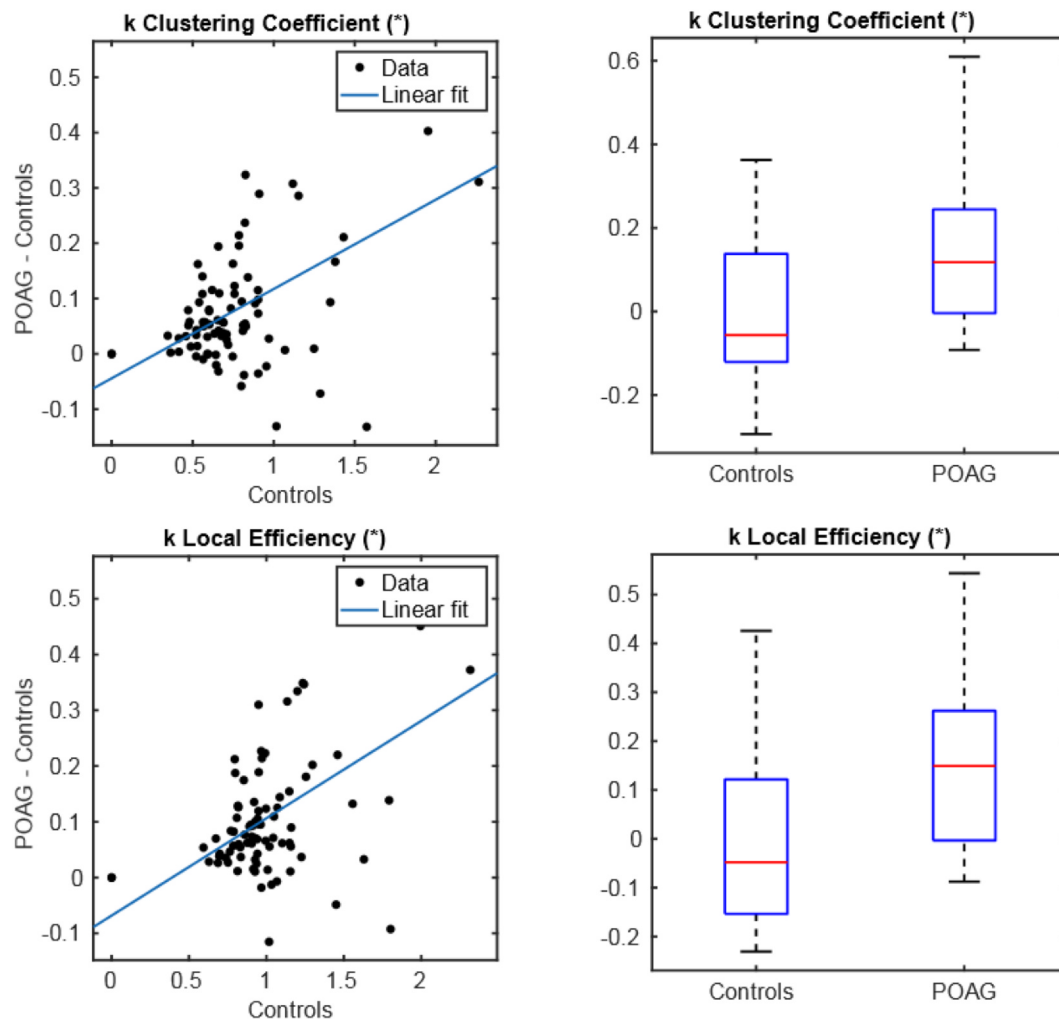 k Clustering Coefficient (*)
0.5
0.4
0.3
0.2
0.1
0
-0.1
POAG - Controls
Data
Linear fit
0 0.5 1 1.5 2
Controls
k Clustering Coefficient (*)
0.6
0.4
0.2
0
-0.2
Controls POAG
k Local Efficiency (*)
0.5
0.4
0.3
0.2
0.1
0
-0.1
POAG - Controls
Data
Linear fit
0 0.5 1 1.5 2
Controls
k Local Efficiency (*)
0.5
0.4
0.3
0.2
0.1
0
-0.1
-0.2
Controls POAG